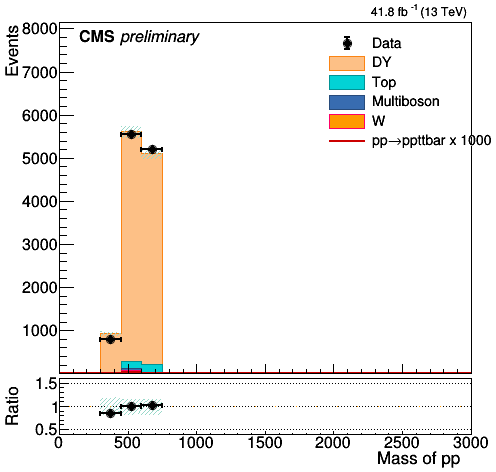 41.8 fb⁻¹ (13 TeV)
CMS preliminary
Events
8000
7000
6000
5000
4000
3000
2000
1000
Data
DY
Top
Multiboson
W
pp→ppttbar x 1000
Ratio
1.5
1
0.5
0 500 1000 1500 2000 2500 3000
Mass of pp